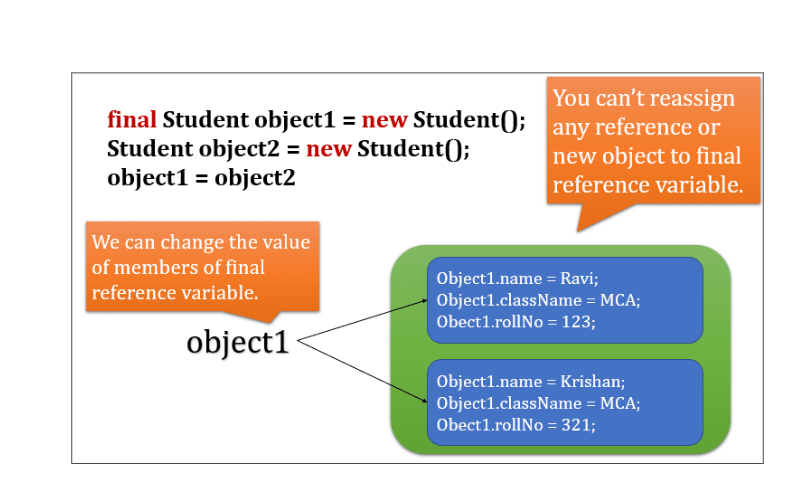 final Student object1 = new Student();
Student object2 = new Student();
object1 = object2
You can’t reassign
any reference or
new object to final
reference variable.
We can change the value
of members of final
reference variable.
object1
Object1.name = Ravi;
Object1.className = MCA;
Obect1.rollNo = 123;
Object1.name = Krishan;
Object1.className = MCA;
Obect1.rollNo = 321;